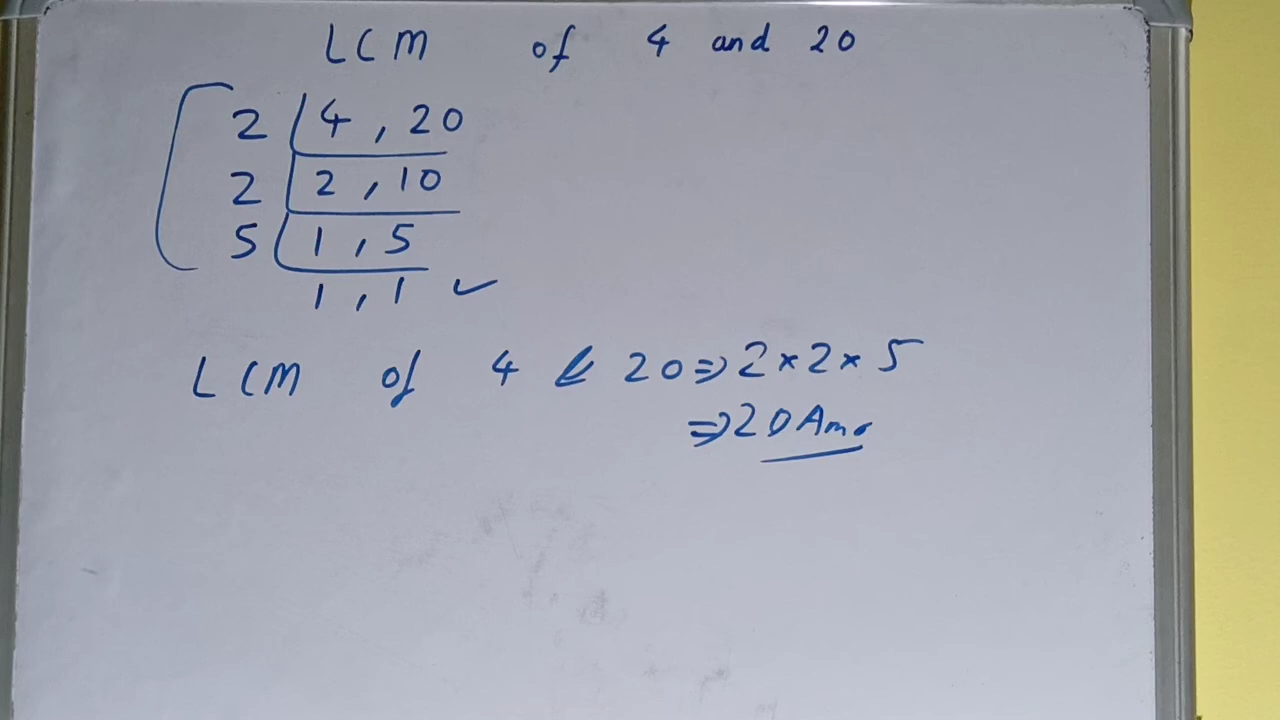 LCM of 4 and 20
2 4, 20
2 2, 10
5 1, 5
1, 1 ✓
LCM of 4 & 20 ⇒ 2 × 2 × 5
⇒ 20 Ans